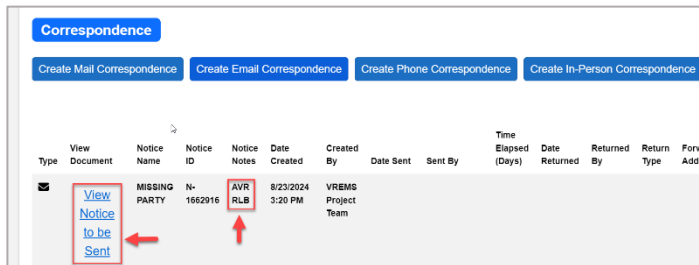 Correspondence
Create Mail Correspondence Create Email Correspondence Create Phone Correspondence Create In-Person Correspondence
Type View Document Notice Name Notice ID Notice Notes Date Created Created By Date Sent Sent By Time Elapsed (Days) Date Returned Returned By Return Type Forw Add
View Notice to be Sent MISSING PARTY N-1662916 AVR RLB 8/23/2024 3:20 PM VREMS Project Team